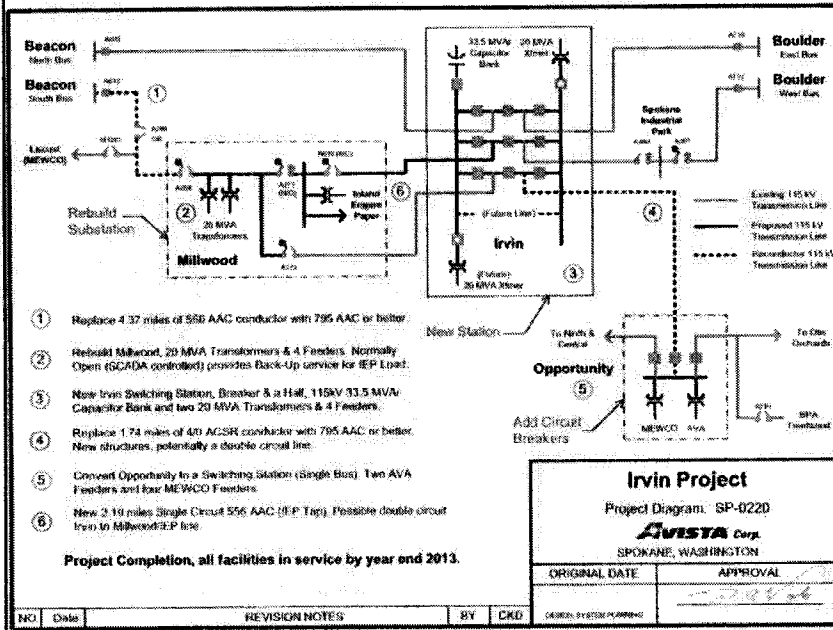 Beacon
North Bus
Beacon
South Bus
①
Locust
(MEWCO)
33.5 MVAr
Capacitor
Bank
20 MVA
Xfmer
Boulder
East Bus
Boulder
West Bus
Spokane
Industrial
Park
Rebuild
Substation
②
20 MVA
Transformers
Millwood
Inland
Empire
Paper
⑥
(Future Line)
Irvin
(Future)
20 MVA Xfmer
③
④
Existing 115 kV
Transmission Line
Proposed 115 kV
Transmission Line
Reconductor 115 kV
Transmission Line
New Station
To Ninth &
Central
To Otis
Orchards
Opportunity
⑤
MEWCO AVA
BPA
Add Circuit
Breakers
① Replace 4.37 miles of 556 AAC conductor with 795 AAC or better.
② Rebuild Millwood, 20 MVA Transformers & 4 Feeders. Normally
Open (SCADA controlled) provides Back-Up service for IEP Load.
③ New Irvin Switching Station, Breaker & a Half, 115kV 33.5 MVAr
Capacitor Bank and two 20 MVA Transformers & 4 Feeders.
④ Replace 1.74 miles of 4/0 ACSR conductor with 795 AAC or better.
New structures, potentially a double circuit line.
⑤ Convert Opportunity to a Switching Station (Single Bus). Two AVA
Feeders and four MEWCO Feeders.
⑥ New 2.19 miles Single Circuit 556 AAC (IEP Tap). Possible double circuit
Irvin to Millwood/IEP line.
Project Completion, all facilities in service by year end 2013.
Irvin Project
Project Diagram: SP-0220
AVISTA Corp.
SPOKANE, WASHINGTON
ORIGINAL DATE APPROVAL
DESIGN: SYSTEM PLANNING
NO Date REVISION NOTES BY CKD